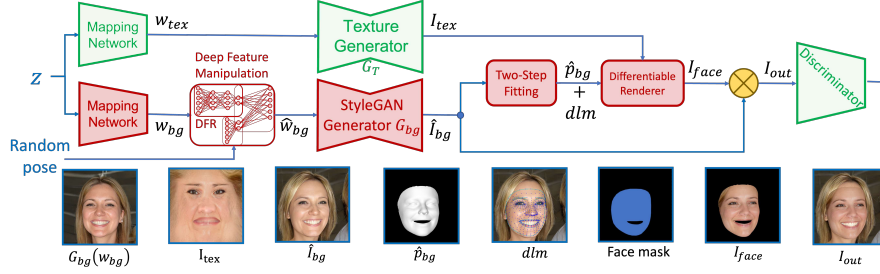 Mapping
Network
w_tex
Texture
Generator
G_T
I_tex
Z
Deep Feature
Manipulation
Mapping
Network
w_bg
DFR
ŵ_bg
StyleGAN
Generator G_bg
Î_bg
Two-Step
Fitting
p̂_bg
+
dlm
Differentiable
Renderer
I_face
I_out
Discriminator
Random
pose
G_bg(w_bg)
I_tex
Î_bg
p̂_bg
dlm
Face mask
I_face
I_out